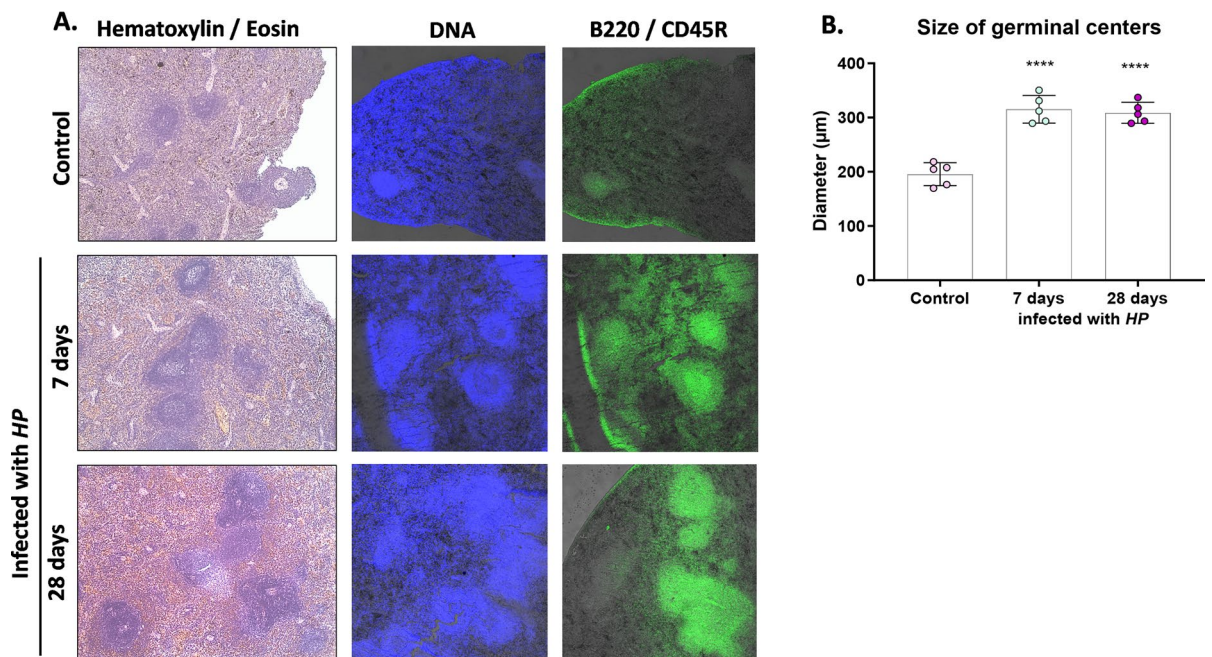 A.
Hematoxylin / Eosin
DNA
B220 / CD45R
Control
Infected with HP
7 days
28 days
B.
Size of germinal centers
Diameter (µm)
400
300
200
100
0
****
****
Control
7 days
28 days
infected with HP